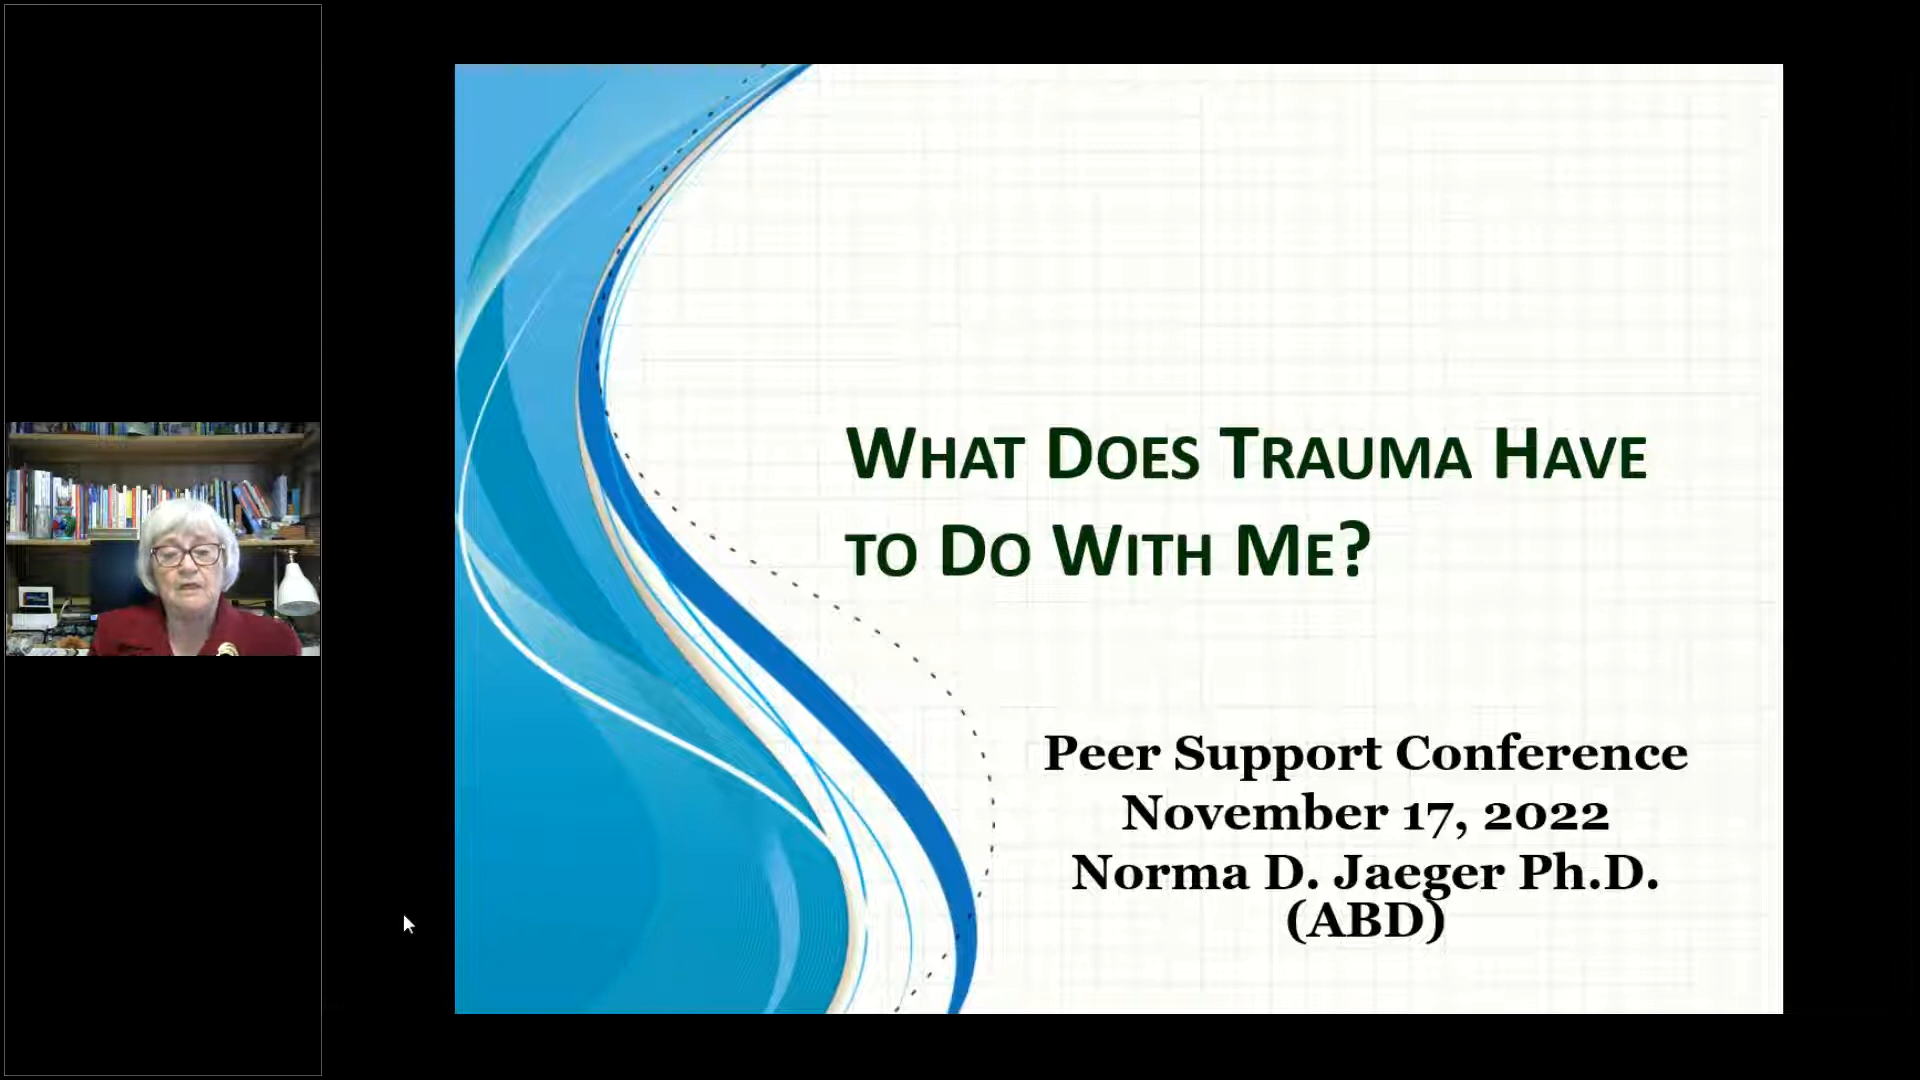 What Does Trauma Have
to Do With Me?
Peer Support Conference
November 17, 2022
Norma D. Jaeger Ph.D.
(ABD)